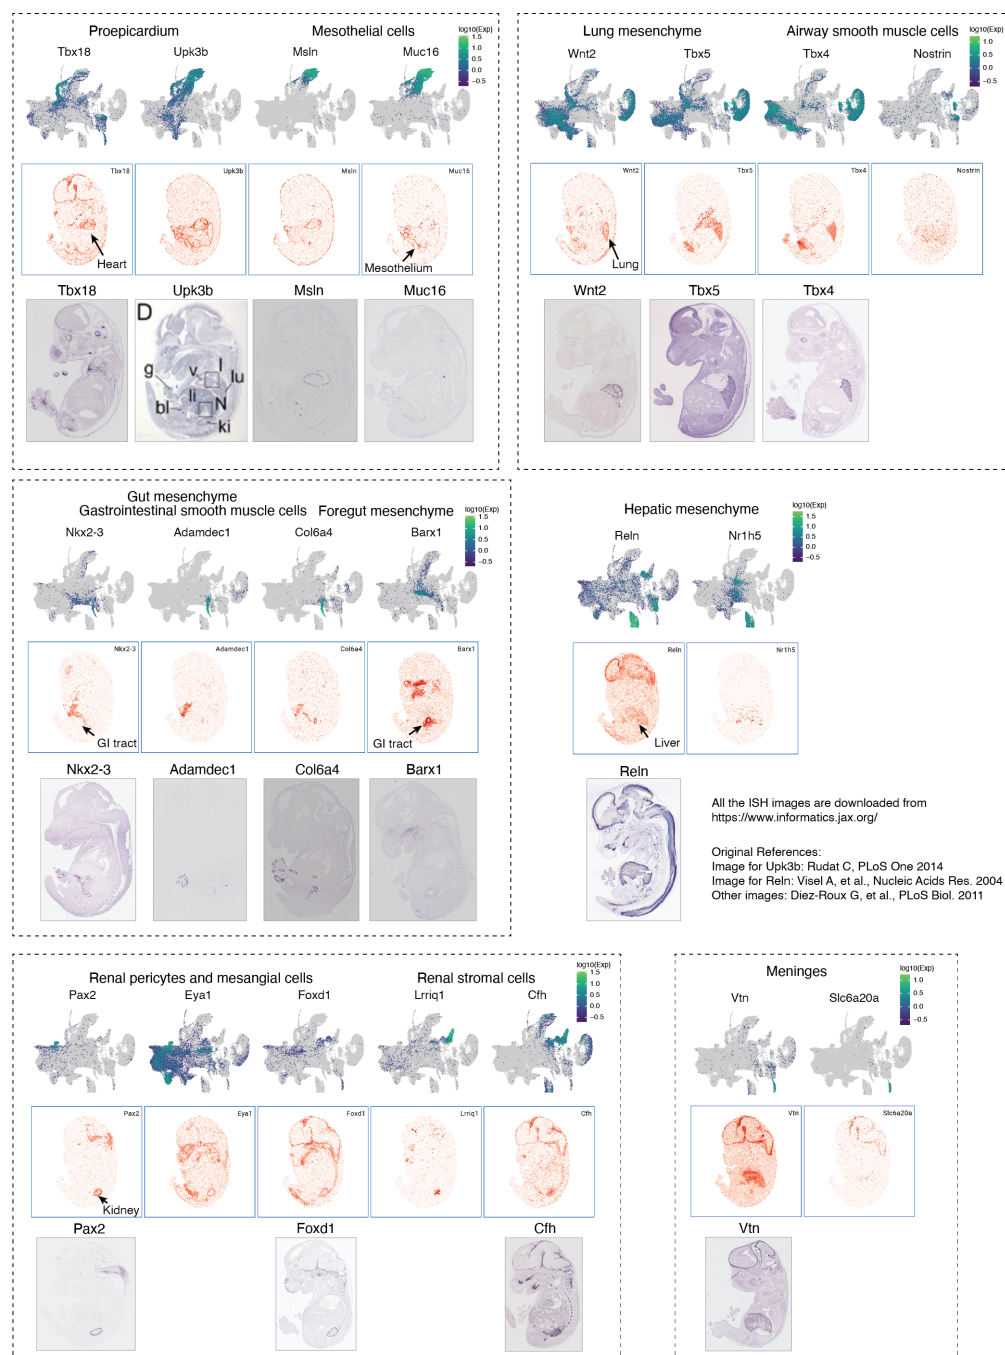 Proepicardium Mesothelial cells
Tbx18 Upk3b Msln Muc16
log10(Exp)
1.5
1.0
0.5
0.0
−0.5
Tbx18 Upk3b Msln Muc16
Heart
Mesothelium
Tbx18 Upk3b Msln Muc16
D
g v l lu
li N
bl ki
Lung mesenchyme Airway smooth muscle cells
Wnt2 Tbx5 Tbx4 Nostrin
log10(Exp)
1.5
1.0
0.5
0.0
−0.5
Wnt2 Tbx5 Tbx4 Nostrin
Lung
Wnt2 Tbx5 Tbx4
Gut mesenchyme
Gastrointestinal smooth muscle cells Foregut mesenchyme
Nkx2-3 Adamdec1 Col6a4 Barx1
log10(Exp)
1.5
1.0
0.5
0.0
−0.5
Nkx2-3 Adamdec1 Col6a4 Barx1
GI tract GI tract
Nkx2-3 Adamdec1 Col6a4 Barx1
Hepatic mesenchyme
Reln Nr1h5
log10(Exp)
1.5
1.0
0.5
0.0
−0.5
Reln Nr1h5
Liver
Reln
All the ISH images are downloaded from
https://www.informatics.jax.org/
Original References:
Image for Upk3b: Rudat C, PLoS One 2014
Image for Reln: Visel A, et al., Nucleic Acids Res. 2004
Other images: Diez-Roux G, et al., PLoS Biol. 2011
Renal pericytes and mesangial cells Renal stromal cells
Pax2 Eya1 Foxd1 Lrriq1 Cfh
log10(Exp)
1.5
1.0
0.5
0.0
−0.5
Pax2 Eya1 Foxd1 Lrriq1 Cfh
Kidney
Pax2 Foxd1 Cfh
Meninges
Vtn Slc6a20a
log10(Exp)
1.0
0.5
0.0
−0.5
Vtn Slc6a20a
Vtn